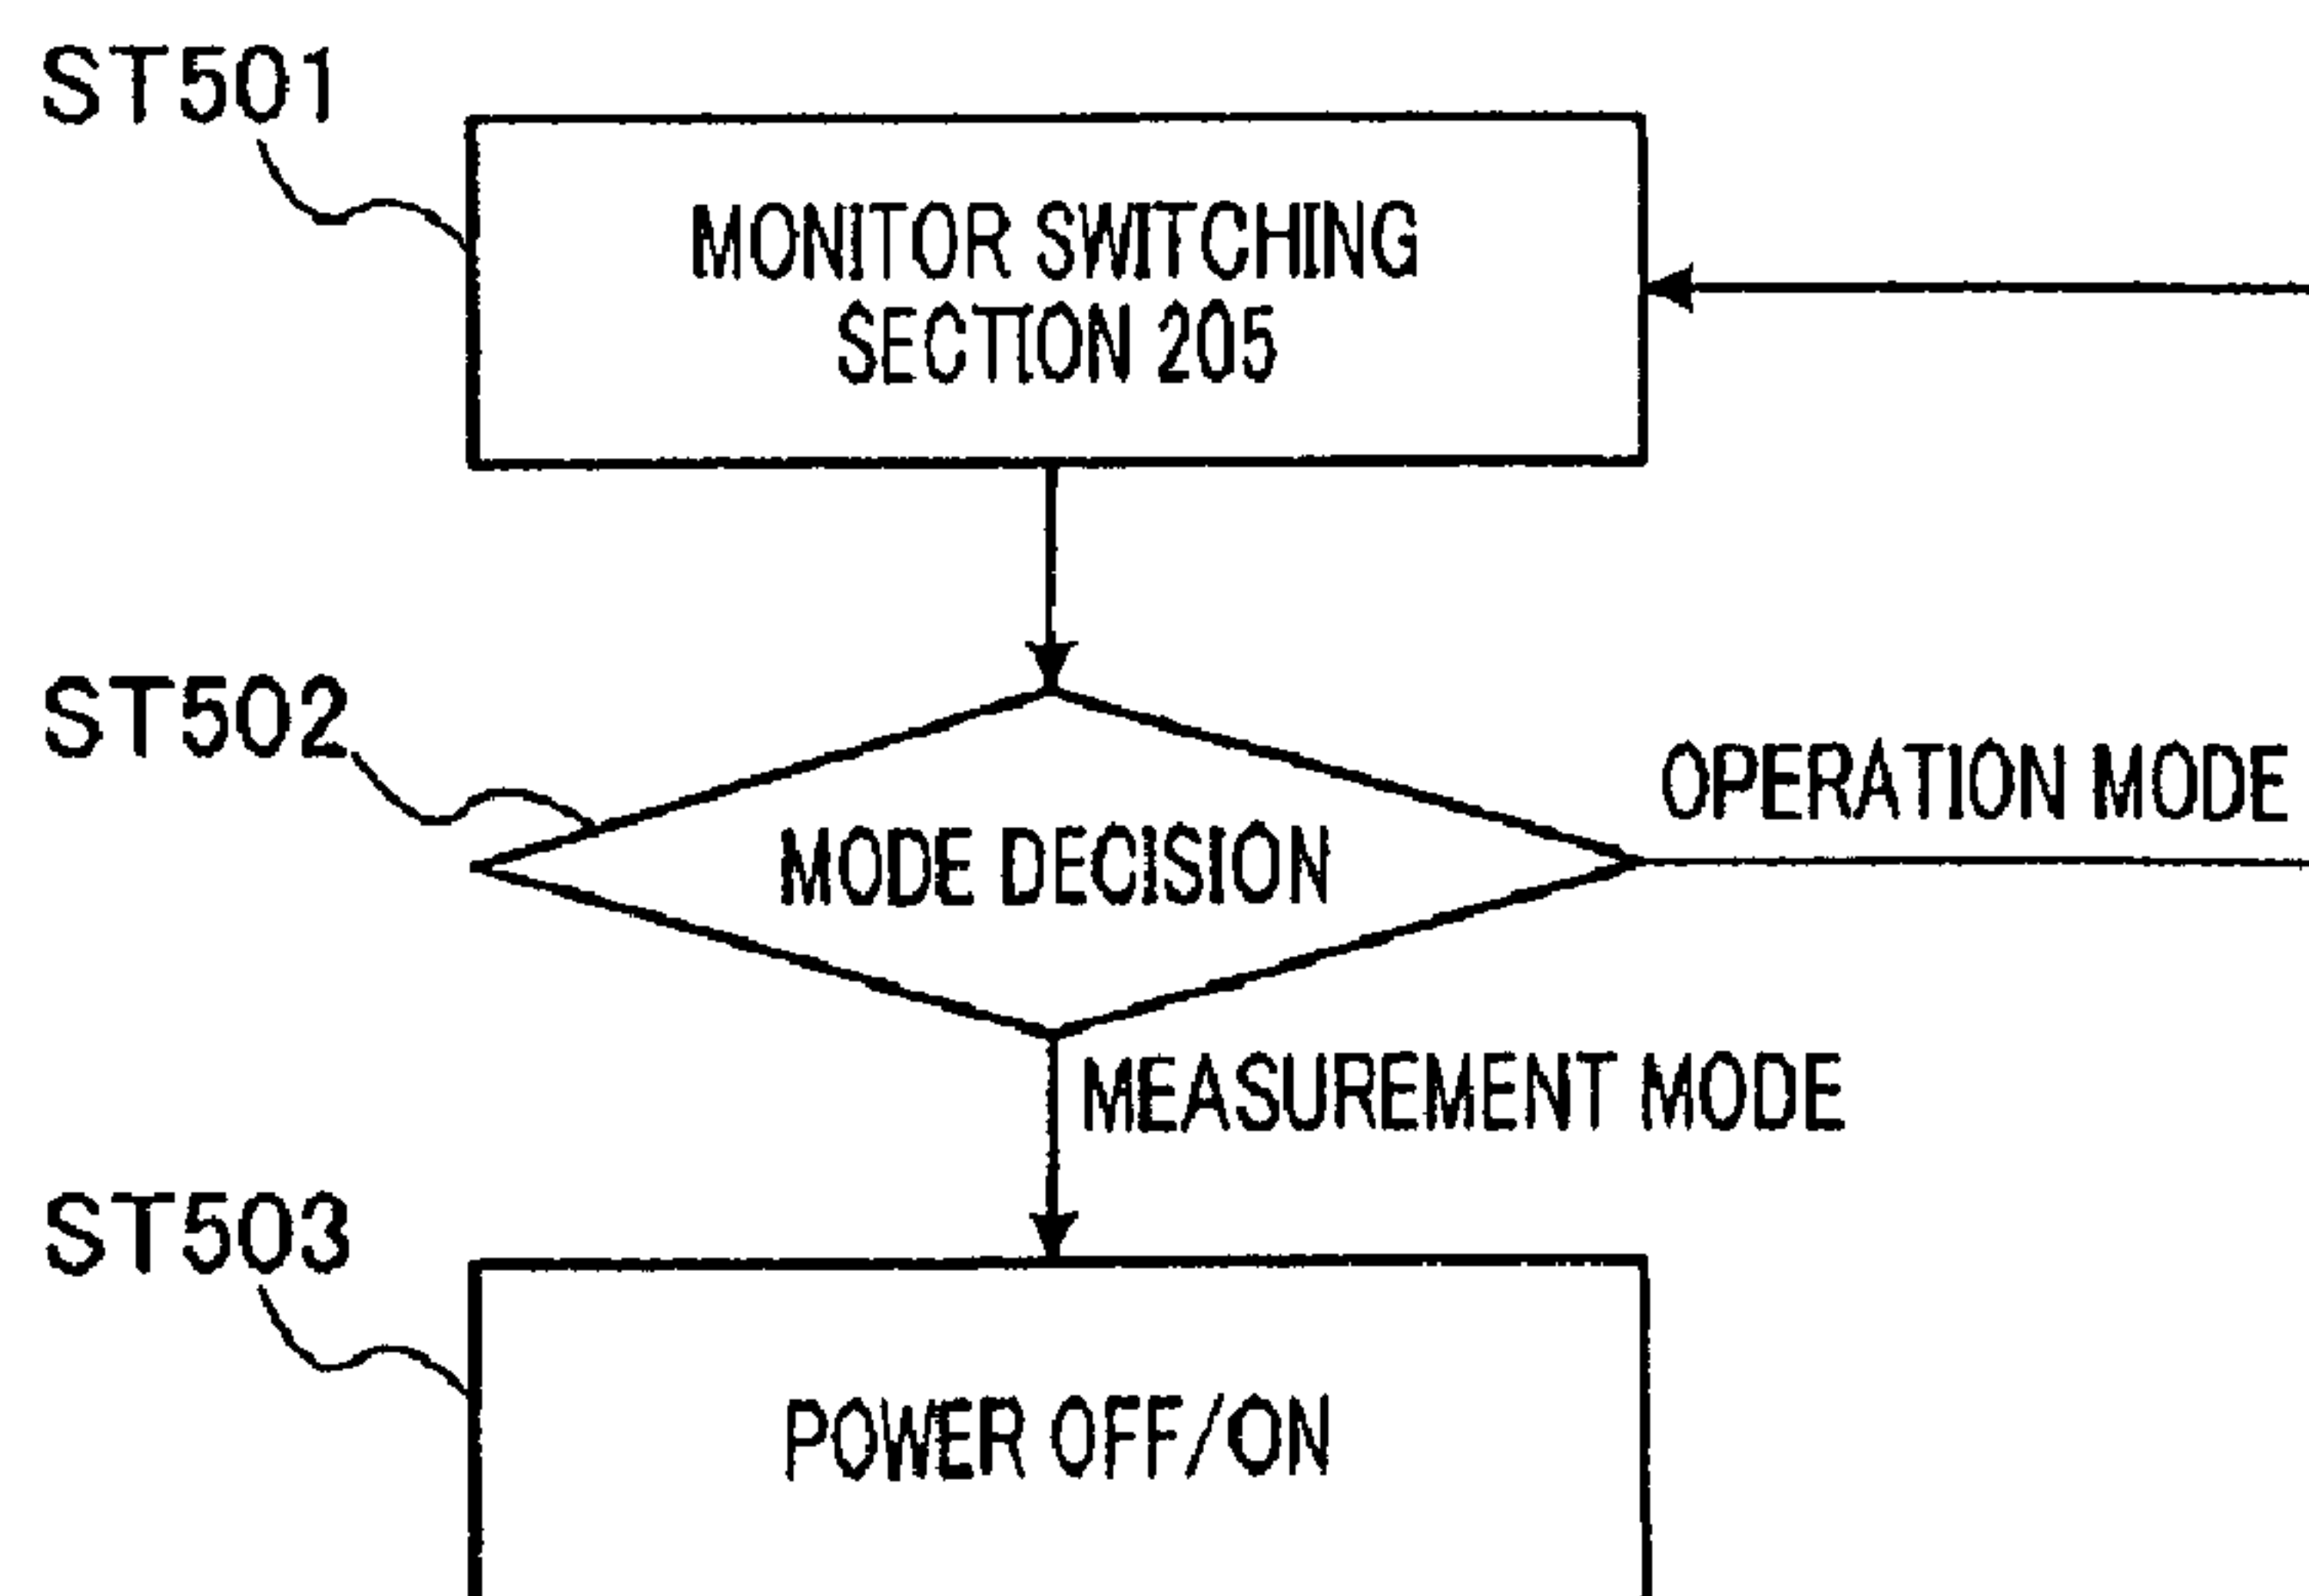 ST501
MONITOR SWITCHING
SECTION 205
ST502
OPERATION MODE
MODE DECISION
MEASUREMENT MODE
ST503
POWER OFF/ON